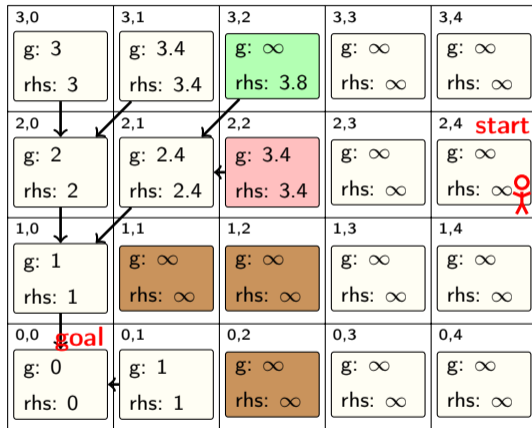 3,0 3,1 3,2 3,3 3,4
g: 3 g: 3.4 g: ∞ g: ∞ g: ∞
rhs: 3 rhs: 3.4 rhs: 3.8 rhs: ∞ rhs: ∞
2,0 2,1 2,2 2,3 2,4 start
g: 2 g: 2.4 g: 3.4 g: ∞ g: ∞
rhs: 2 rhs: 2.4 rhs: 3.4 rhs: ∞ rhs: ∞
1,0 1,1 1,2 1,3 1,4
g: 1 g: ∞ g: ∞ g: ∞ g: ∞
rhs: 1 rhs: ∞ rhs: ∞ rhs: ∞ rhs: ∞
0,0 goal 0,1 0,2 0,3 0,4
g: 0 g: 1 g: ∞ g: ∞ g: ∞
rhs: 0 rhs: 1 rhs: ∞ rhs: ∞ rhs: ∞